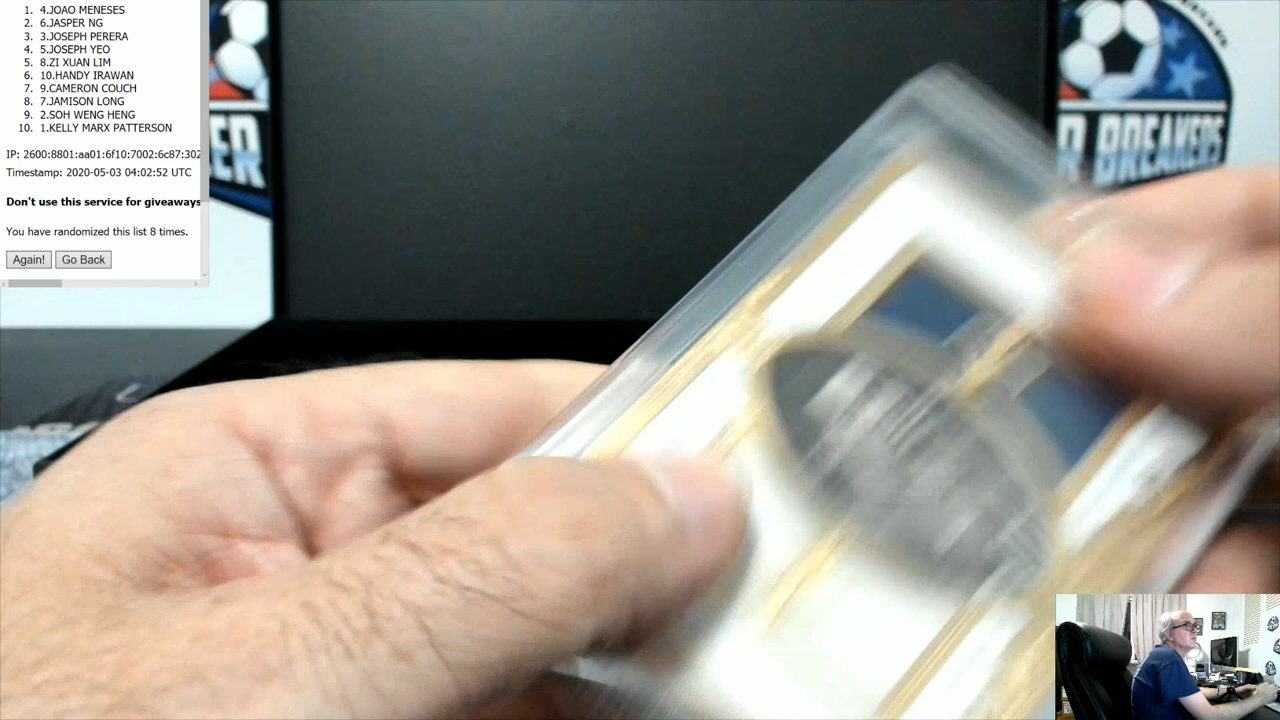 1. 4.JOAO MENESES
2. 6.JASPER NG
3. 3.JOSEPH PERERA
4. 5.JOSEPH YEO
5. 8.ZI XUAN LIM
6. 10.HANDY IRAWAN
7. 9.CAMERON COUCH
8. 7.JAMISON LONG
9. 2.SOH WENG HENG
10. 1.KELLY MARX PATTERSON
IP: 2600:8801:aa01:6f10:7002:6c87:302
Timestamp: 2020-05-03 04:02:52 UTC
Don't use this service for giveaways
You have randomized this list 8 times.
Again! Go Back
ER
ER BREAKERS